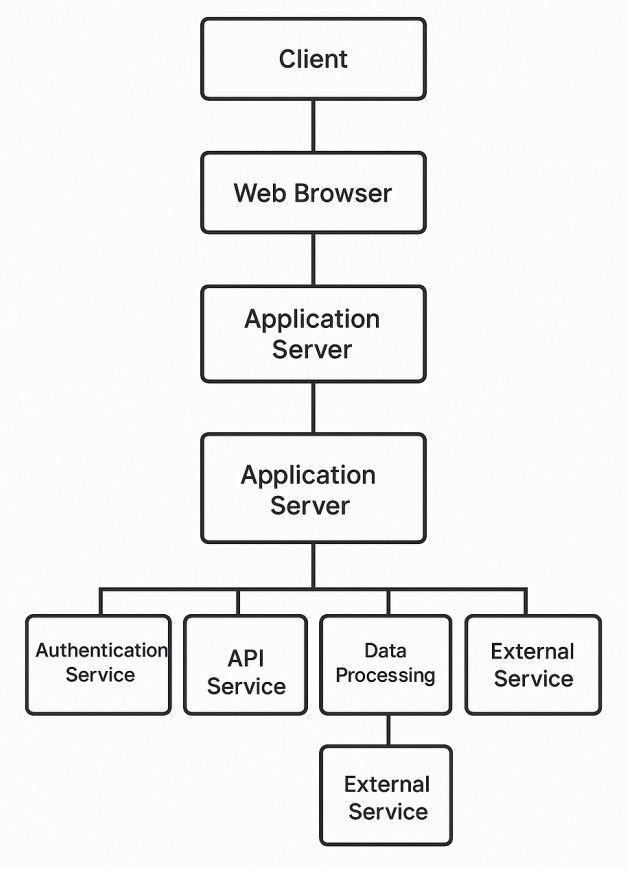 Client
Web Browser
Application
Server
Application
Server
Authentication
Service
API
Service
Data
Processing
External
Service
External
Service